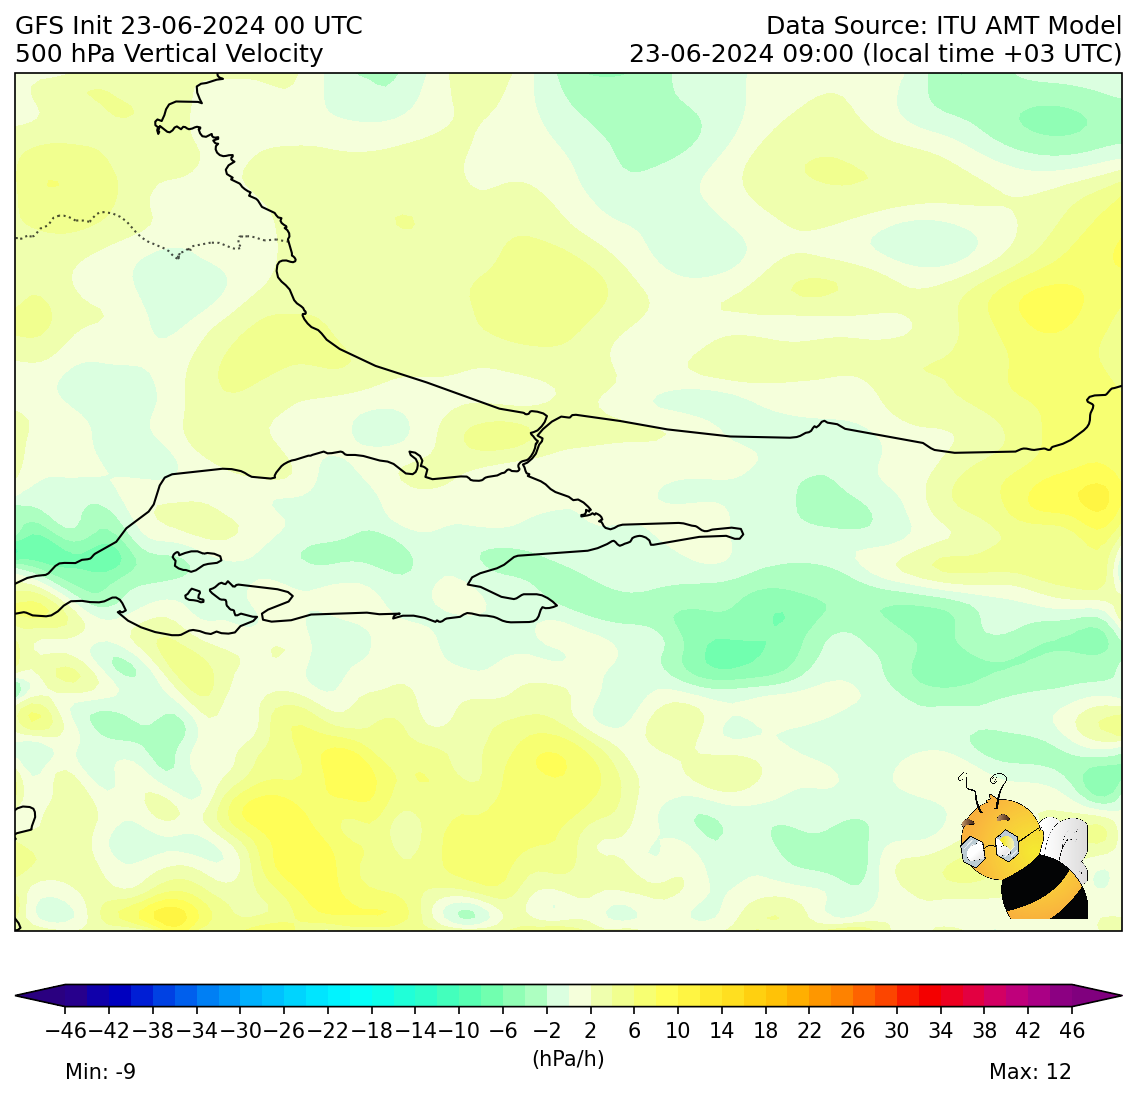 GFS Init 23-06-2024 00 UTC
Data Source: ITU AMT Model
500 hPa Vertical Velocity
23-06-2024 09:00 (local time +03 UTC)
−46 −42 −38 −34 −30 −26 −22 −18 −14 −10 −6 −2 2 6 10 14 18 22 26 30 34 38 42 46
(hPa/h)
Min: -9
Max: 12